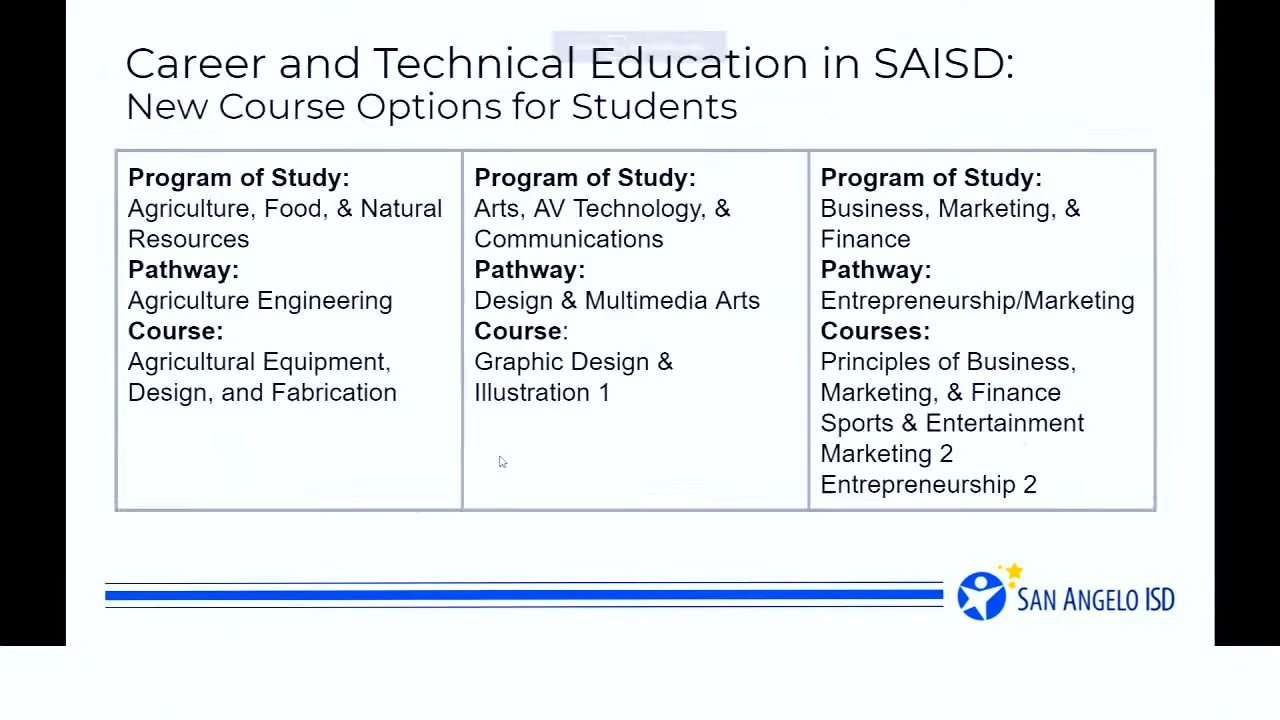 Career and Technical Education in SAISD:
New Course Options for Students
Program of Study:
Agriculture, Food, & Natural
Resources
Pathway:
Agriculture Engineering
Course:
Agricultural Equipment,
Design, and Fabrication
Program of Study:
Arts, AV Technology, &
Communications
Pathway:
Design & Multimedia Arts
Course:
Graphic Design &
Illustration 1
Program of Study:
Business, Marketing, &
Finance
Pathway:
Entrepreneurship/Marketing
Courses:
Principles of Business,
Marketing, & Finance
Sports & Entertainment
Marketing 2
Entrepreneurship 2
SAN ANGELO ISD